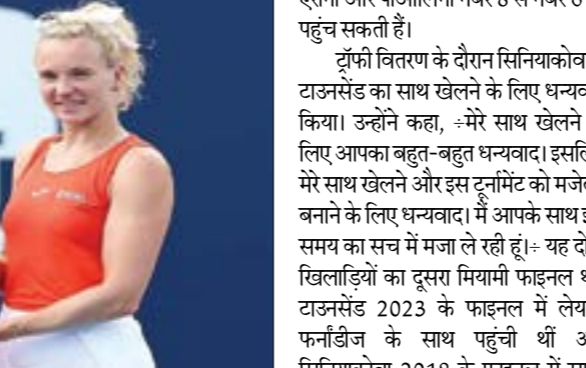 पहुंच सकती हैं।
ट्रॉफी वितरण के दौरान सिनियाकोव
टाउनसेंड का साथ खेलने के लिए धन्यव
किया। उन्होंने कहा, ÷मेरे साथ खेलने
लिए आपका बहुत-बहुत धन्यवाद। इसलि
मेरे साथ खेलने और इस टूर्नामेंट को मजे
बनाने के लिए धन्यवाद। मैं आपके साथ इ
समय का सच में मजा ले रही हूं।÷ यह दो
खिलाड़ियों का दूसरा मियामी फाइनल थ
टाउनसेंड 2023 के फाइनल में लेय
फर्नांडीज के साथ पहुंची थीं अ